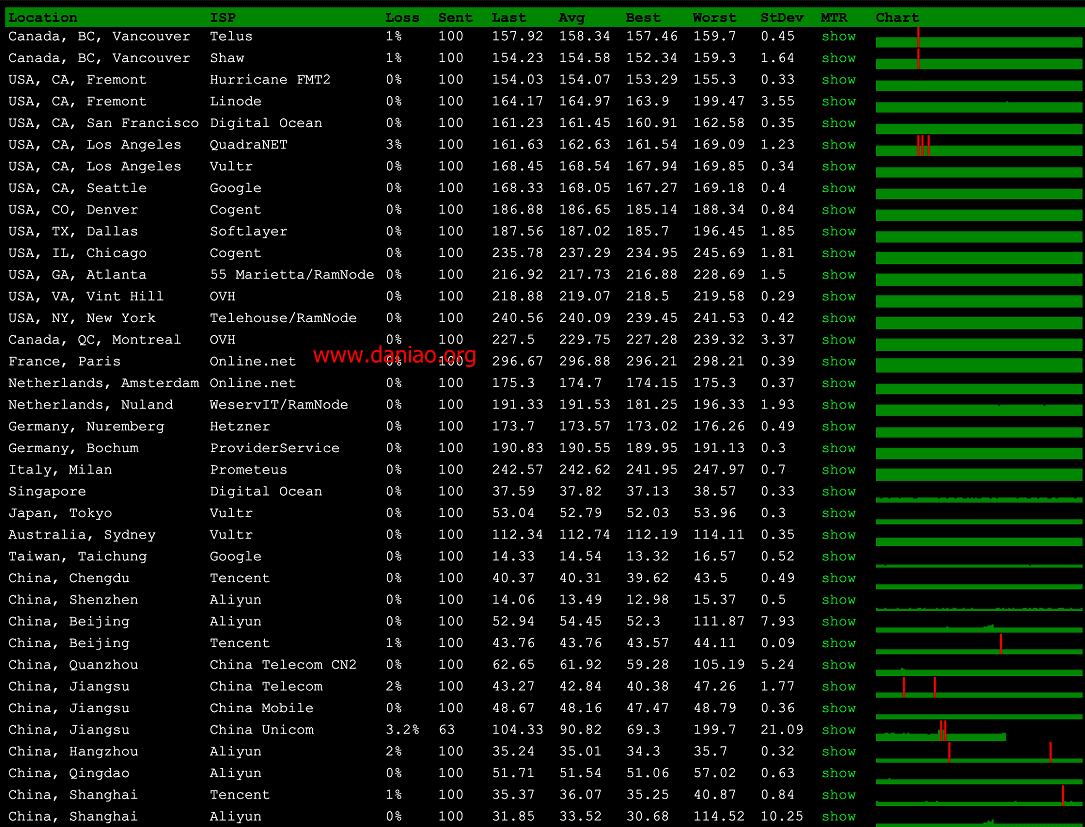 Location ISP Loss Sent Last Avg Best Worst StDev MTR Chart
Canada, BC, Vancouver Telus 1% 100 157.92 158.34 157.46 159.7 0.45 show
Canada, BC, Vancouver Shaw 1% 100 154.23 154.58 152.34 159.3 1.64 show
USA, CA, Fremont Hurricane FMT2 0% 100 154.03 154.07 153.29 155.3 0.33 show
USA, CA, Fremont Linode 0% 100 164.17 164.97 163.9 199.47 3.55 show
USA, CA, San Francisco Digital Ocean 0% 100 161.23 161.45 160.91 162.58 0.35 show
USA, CA, Los Angeles QuadraNET 3% 100 161.63 162.63 161.54 169.09 1.23 show
USA, CA, Los Angeles Vultr 0% 100 168.45 168.54 167.94 169.85 0.34 show
USA, CA, Seattle Google 0% 100 168.33 168.05 167.27 169.18 0.4 show
USA, CO, Denver Cogent 0% 100 186.88 186.65 185.14 188.34 0.84 show
USA, TX, Dallas Softlayer 0% 100 187.56 187.02 185.7 196.45 1.85 show
USA, IL, Chicago Cogent 0% 100 235.78 237.29 234.95 245.69 1.81 show
USA, GA, Atlanta 55 Marietta/RamNode 0% 100 216.92 217.73 216.88 228.69 1.5 show
USA, VA, Vint Hill OVH 0% 100 218.88 219.07 218.5 219.58 0.29 show
USA, NY, New York Telehouse/RamNode 0% 100 240.56 240.09 239.45 241.53 0.42 show
Canada, QC, Montreal OVH 0% 100 227.5 229.75 227.28 239.32 3.37 show
www.daniao.org
France, Paris Online.net 0% 100 296.67 296.88 296.21 298.21 0.39 show
Netherlands, Amsterdam Online.net 0% 100 175.3 174.7 174.15 175.3 0.37 show
Netherlands, Nuland WeservIT/RamNode 0% 100 191.33 191.53 181.25 196.33 1.93 show
Germany, Nuremberg Hetzner 0% 100 173.7 173.57 173.02 176.26 0.49 show
Germany, Bochum ProviderService 0% 100 190.83 190.55 189.95 191.13 0.3 show
Italy, Milan Prometeus 0% 100 242.57 242.62 241.95 247.97 0.7 show
Singapore Digital Ocean 0% 100 37.59 37.82 37.13 38.57 0.33 show
Japan, Tokyo Vultr 0% 100 53.04 52.79 52.03 53.96 0.3 show
Australia, Sydney Vultr 0% 100 112.34 112.74 112.19 114.11 0.35 show
Taiwan, Taichung Google 0% 100 14.33 14.54 13.32 16.57 0.52 show
China, Chengdu Tencent 0% 100 40.37 40.31 39.62 43.5 0.49 show
China, Shenzhen Aliyun 0% 100 14.06 13.49 12.98 15.37 0.5 show
China, Beijing Aliyun 0% 100 52.94 54.45 52.3 111.87 7.93 show
China, Beijing Tencent 1% 100 43.76 43.76 43.57 44.11 0.09 show
China, Quanzhou China Telecom CN2 0% 100 62.65 61.92 59.28 105.19 5.24 show
China, Jiangsu China Telecom 2% 100 43.27 42.84 40.38 47.26 1.77 show
China, Jiangsu China Mobile 0% 100 48.67 48.16 47.47 48.79 0.36 show
China, Jiangsu China Unicom 3.2% 63 104.33 90.82 69.3 199.7 21.09 show
China, Hangzhou Aliyun 2% 100 35.24 35.01 34.3 35.7 0.32 show
China, Qingdao Aliyun 0% 100 51.71 51.54 51.06 57.02 0.63 show
China, Shanghai Tencent 1% 100 35.37 36.07 35.25 40.87 0.84 show
China, Shanghai Aliyun 0% 100 31.85 33.52 30.68 114.52 10.25 show